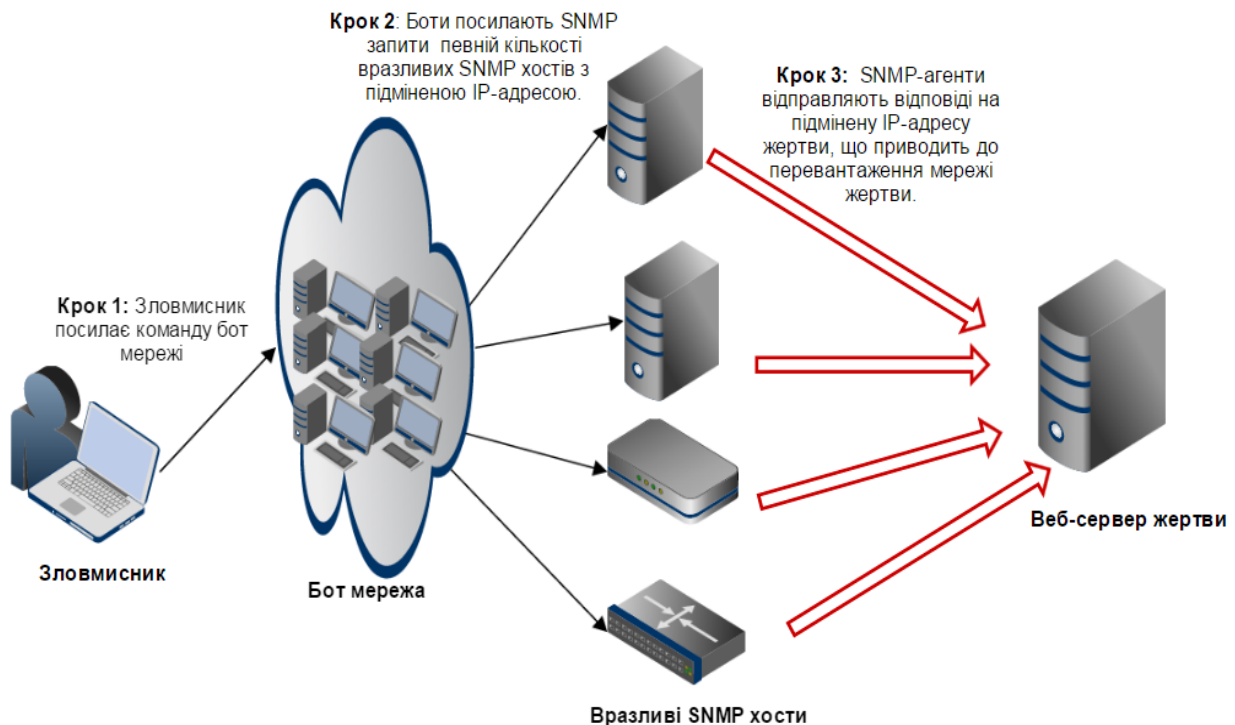 Крок 2: Боти посилають SNMP
запити певній кількості
вразливих SNMP хостів з
підміненою IP-адресою.
Крок 3: SNMP-агенти
відправляють відповіді на
підмінену IP-адресу
жертви, що приводить до
перевантаження мережі
жертви.
Крок 1: Зловмисник
посилає команду бот
мережі
Зловмисник
Бот мережа
Веб-сервер жертви
Вразливі SNMP хости